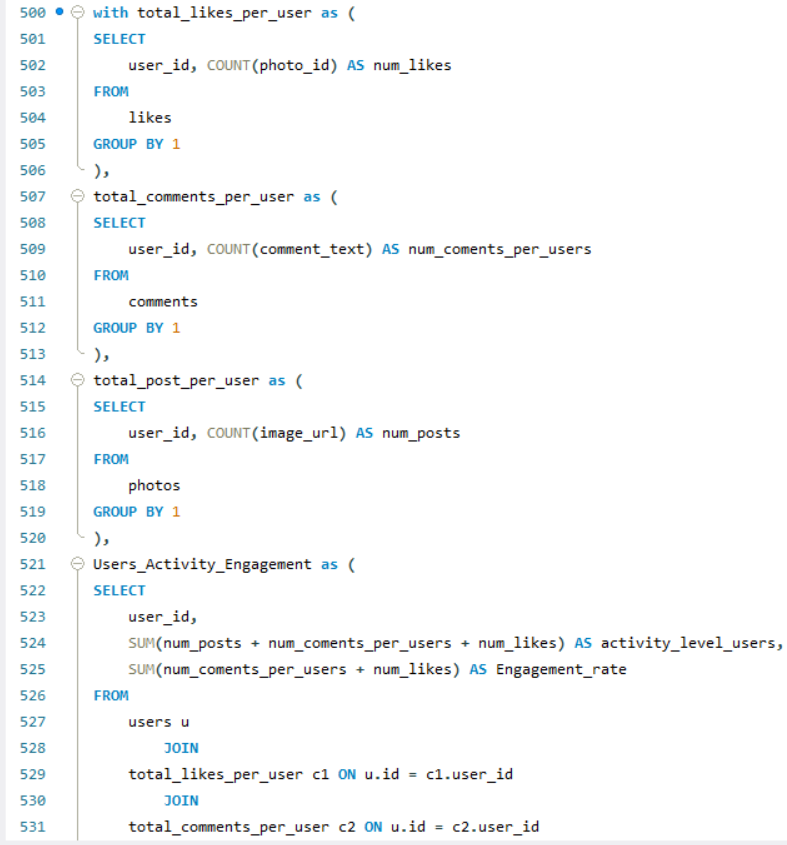 500 with total_likes_per_user as (
501 SELECT
502 user_id, COUNT(photo_id) AS num_likes
503 FROM
504 likes
505 GROUP BY 1
506 ),
507 total_comments_per_user as (
508 SELECT
509 user_id, COUNT(comment_text) AS num_coments_per_users
510 FROM
511 comments
512 GROUP BY 1
513 ),
514 total_post_per_user as (
515 SELECT
516 user_id, COUNT(image_url) AS num_posts
517 FROM
518 photos
519 GROUP BY 1
520 ),
521 Users_Activity_Engagement as (
522 SELECT
523 user_id,
524 SUM(num_posts + num_coments_per_users + num_likes) AS activity_level_users,
525 SUM(num_coments_per_users + num_likes) AS Engagement_rate
526 FROM
527 users u
528 JOIN
529 total_likes_per_user c1 ON u.id = c1.user_id
530 JOIN
531 total_comments_per_user c2 ON u.id = c2.user_id